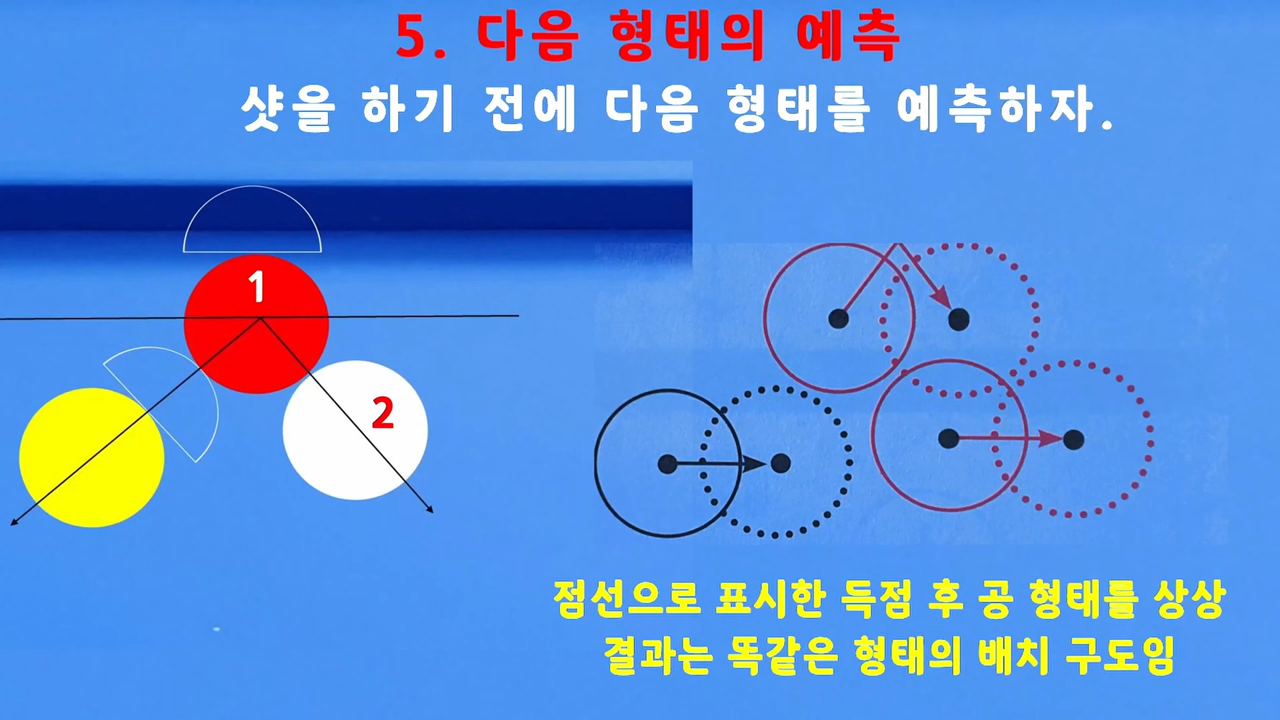 5. 다음 형태의 예측
샷을 하기 전에 다음 형태를 예측하자.
1
2
점선으로 표시한 득점 후 공 형태를 상상
결과는 똑같은 형태의 배치 구도임